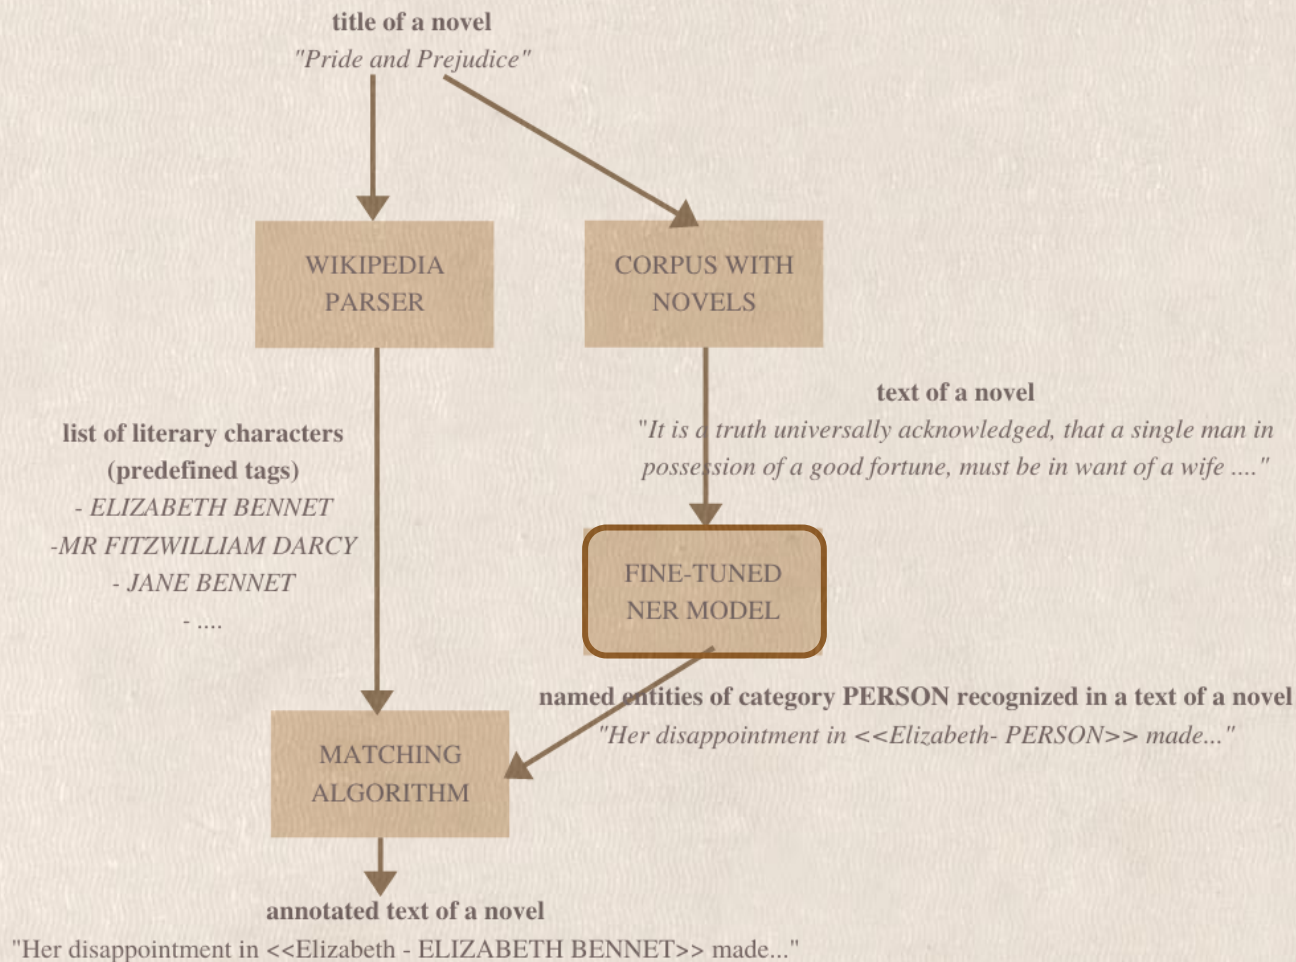 title of a novel
"Pride and Prejudice"
WIKIPEDIA
PARSER
CORPUS WITH
NOVELS
text of a novel
"It is a truth universally acknowledged, that a single man in
possession of a good fortune, must be in want of a wife ...."
list of literary characters
(predefined tags)
- ELIZABETH BENNET
-MR FITZWILLIAM DARCY
- JANE BENNET
- ....
FINE-TUNED
NER MODEL
named entities of category PERSON recognized in a text of a novel
"Her disappointment in <<Elizabeth- PERSON>> made..."
MATCHING
ALGORITHM
annotated text of a novel
"Her disappointment in <<Elizabeth - ELIZABETH BENNET>> made..."